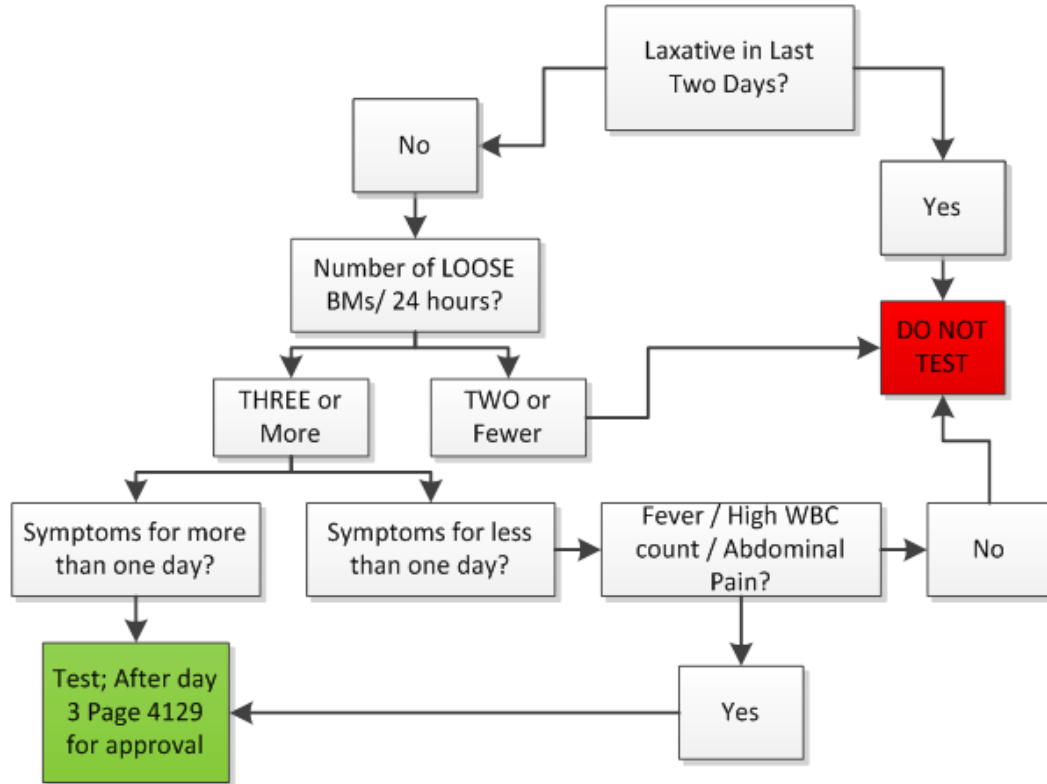 Laxative in Last
Two Days?
No
Yes
Number of LOOSE
BMs/ 24 hours?
DO NOT
TEST
THREE or
More
TWO or
Fewer
Symptoms for more
than one day?
Symptoms for less
than one day?
Fever / High WBC
count / Abdominal
Pain?
No
Test; After day
3 Page 4129
for approval
Yes